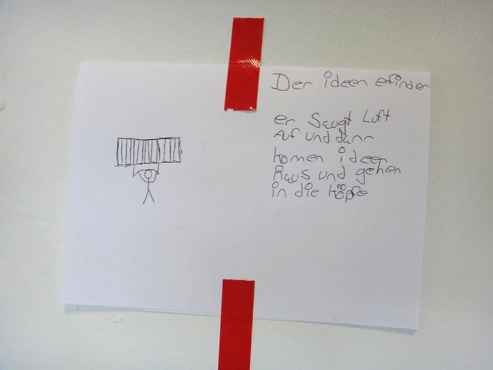 Der ideen efinder
er Saugt Luft
Auf und dann
komen ideen
Raus und gehen
in die Köpfe